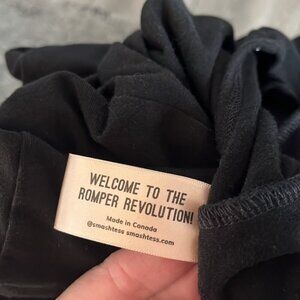 WELCOME TO THE
ROMPER REVOLUTION!
Made in Canada
@smashtess smashtess.com